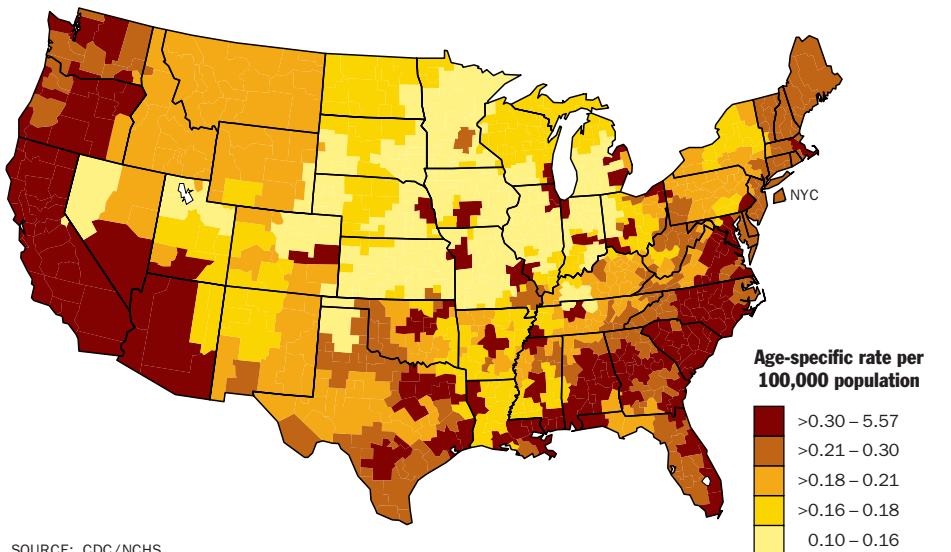 NYC
Age-specific rate per
100,000 population
>0.30 – 5.57
>0.21 – 0.30
>0.18 – 0.21
>0.16 – 0.18
0.10 – 0.16
SOURCE: CDC/NCHS